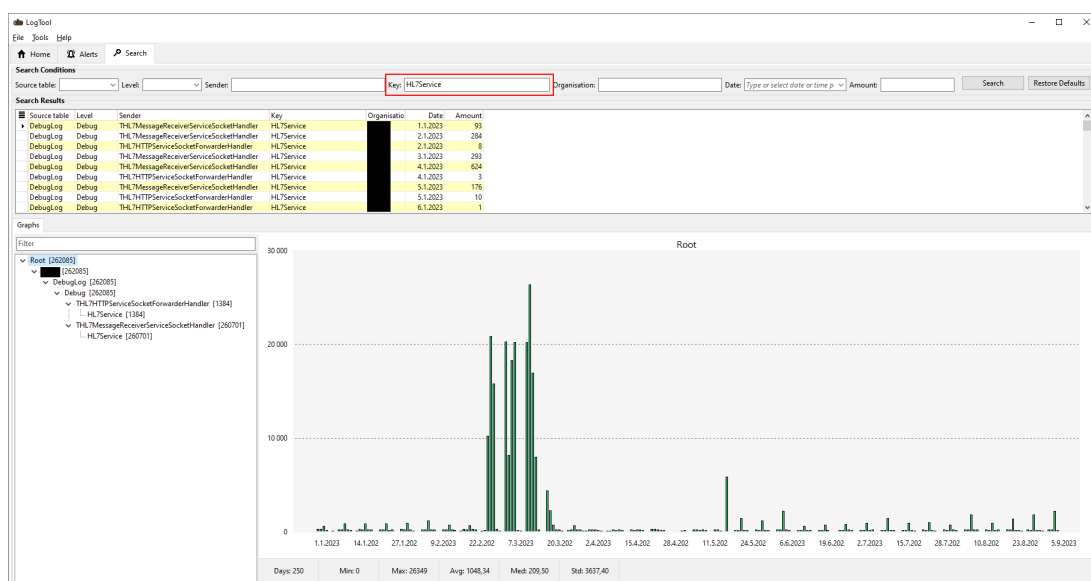 LogTool
File Tools Help
Home Alerts Search
Search Conditions
Source table: Level: Sender: Key: HL7Service Organisation: Date: Type or select date or time p Amount: Search Restore Defaults
Search Results
Source table Level Sender Key Organisatio Date Amount
DebugLog Debug THL7MessageReceiverServiceSocketHandler HL7Service 1.1.2023 93
DebugLog Debug THL7MessageReceiverServiceSocketHandler HL7Service 2.1.2023 284
DebugLog Debug THL7HTTPServiceSocketForwarderHandler HL7Service 2.1.2023 8
DebugLog Debug THL7MessageReceiverServiceSocketHandler HL7Service 3.1.2023 293
DebugLog Debug THL7MessageReceiverServiceSocketHandler HL7Service 4.1.2023 624
DebugLog Debug THL7HTTPServiceSocketForwarderHandler HL7Service 4.1.2023 3
DebugLog Debug THL7MessageReceiverServiceSocketHandler HL7Service 5.1.2023 176
DebugLog Debug THL7HTTPServiceSocketForwarderHandler HL7Service 5.1.2023 10
DebugLog Debug THL7HTTPServiceSocketForwarderHandler HL7Service 6.1.2023 1
Graphs
Filter
Root [262085]
[262085]
DebugLog [262085]
Debug [262085]
THL7HTTPServiceSocketForwarderHandler [1384]
HL7Service [1384]
THL7MessageReceiverServiceSocketHandler [260701]
HL7Service [260701]
Root
30 000
20 000
10 000
0
1.1.2023 14.1.202 27.1.202 9.2.2023 22.2.202 7.3.2023 20.3.202 2.4.2023 15.4.202 28.4.202 11.5.202 24.5.202 6.6.2023 19.6.202 2.7.2023 15.7.202 28.7.202 10.8.202 23.8.202 5.9.2023
Days: 250 Min: 0 Max: 26349 Avg: 1048,34 Med: 209,50 Std: 3637,40